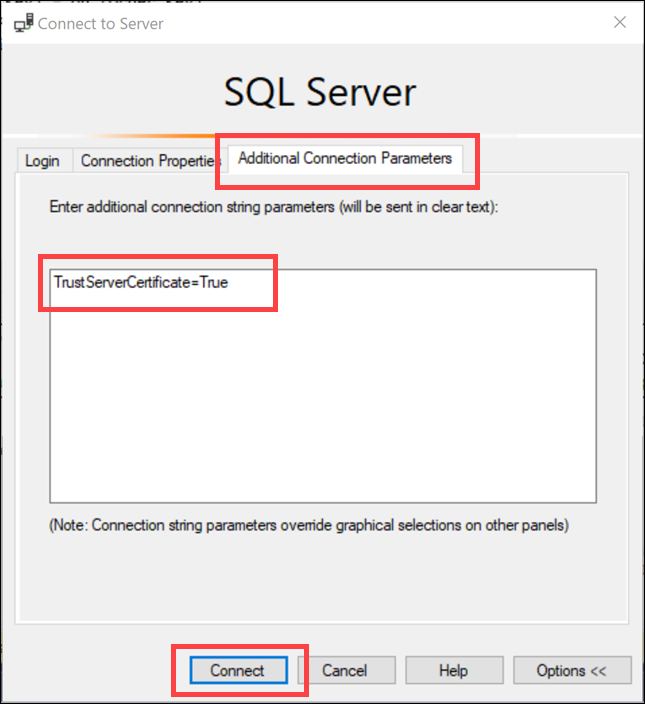 Connect to Server
SQL Server
Login
Connection Properties
Additional Connection Parameters
Enter additional connection string parameters (will be sent in clear text):
TrustServerCertificate=True
(Note: Connection string parameters override graphical selections on other panels)
Connect
Cancel
Help
Options <<